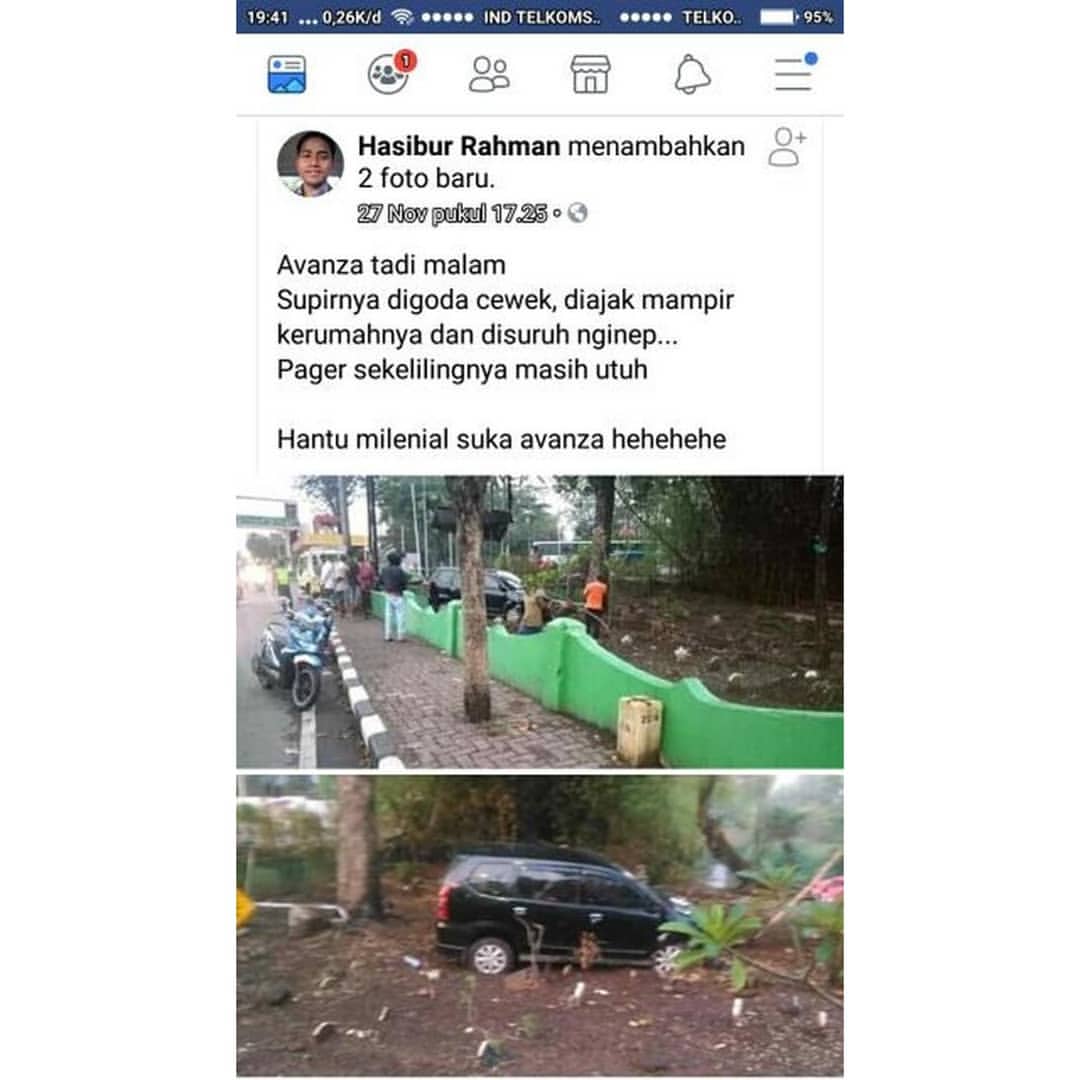 19:41 ... 0,26K/d IND TELKOMS.. TELKO.. 95%
1
Hasibur Rahman menambahkan
2 foto baru.
27 Nov pukul 17.25
Avanza tadi malam
Supirnya digoda cewek, diajak mampir
kerumahnya dan disuruh nginep...
Pager sekelilingnya masih utuh
Hantu milenial suka avanza hehehehe